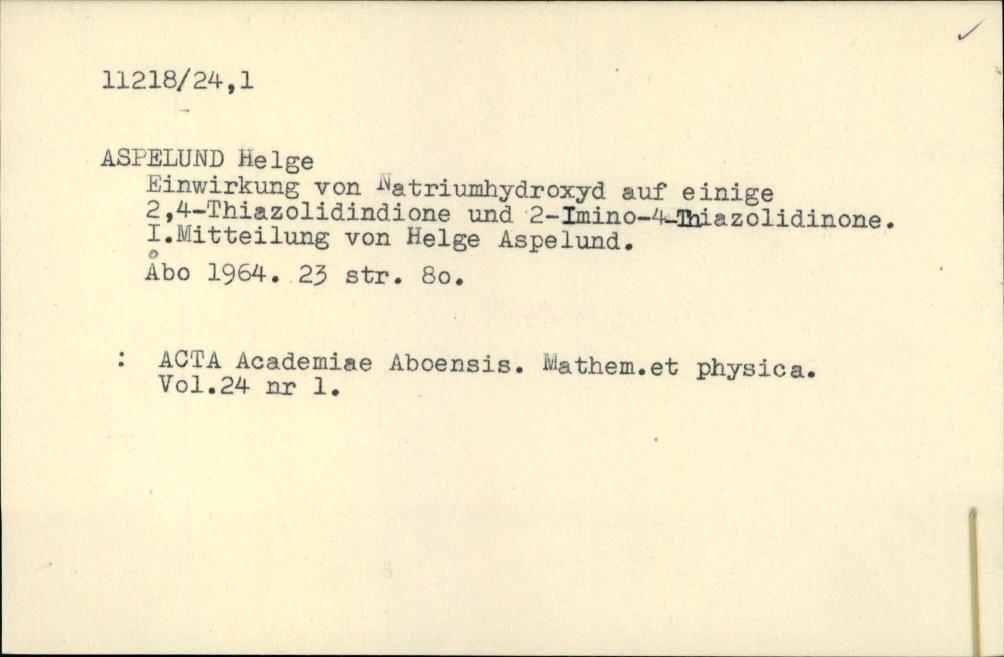 11218/24,1
ASPELUND Helge
Einwirkung von Natriumhydroxyd auf einige
2,4-Thiazolidindione und 2-Imino-4-Thiazolidinone.
I.Mitteilung von Helge Aspelund.
Åbo 1964. 23 str. 8o.
: ACTA Academiae Aboensis. Mathem.et physica.
Vol.24 nr 1.